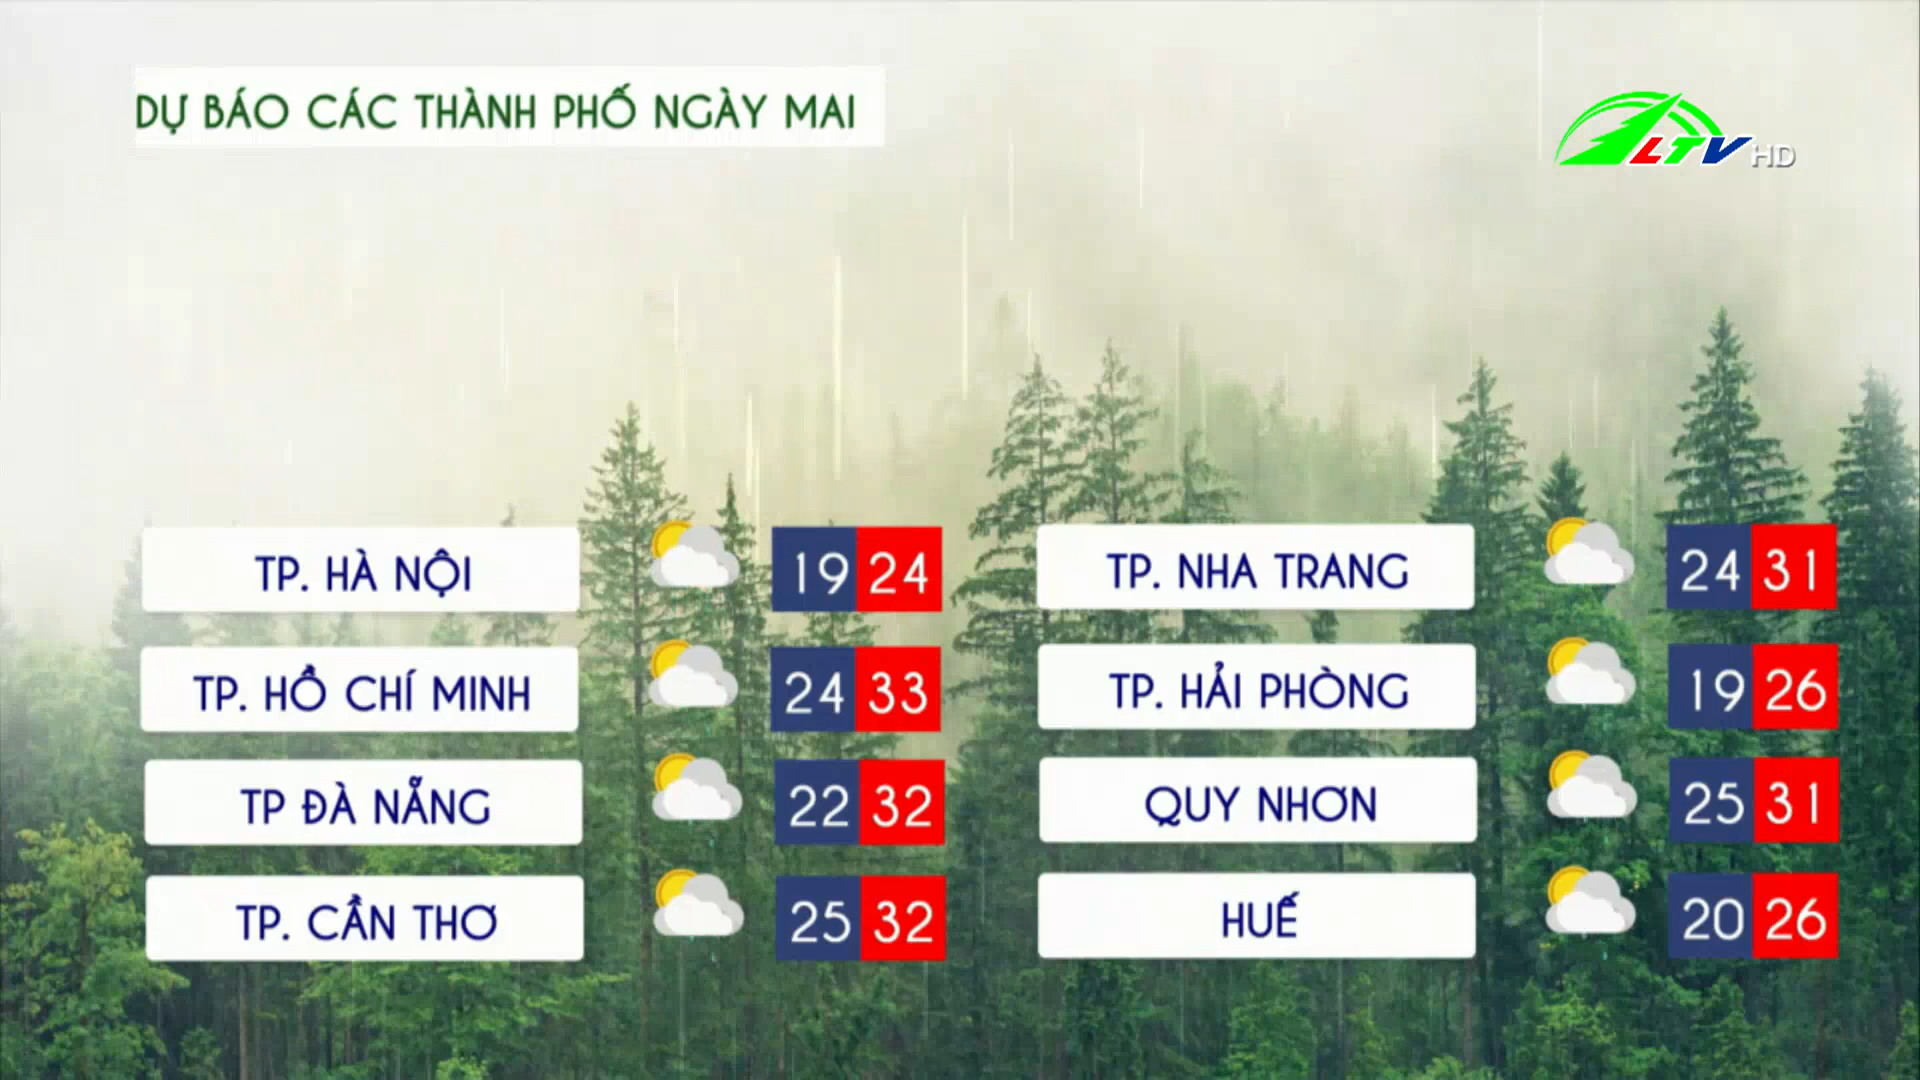 DỰ BÁO CÁC THÀNH PHỐ NGÀY MAI
LTV HD
TP. HÀ NỘI 19 24
TP. HỒ CHÍ MINH 24 33
TP ĐÀ NẴNG 22 32
TP. CẦN THƠ 25 32
TP. NHA TRANG 24 31
TP. HẢI PHÒNG 19 26
QUY NHƠN 25 31
HUẾ 20 26